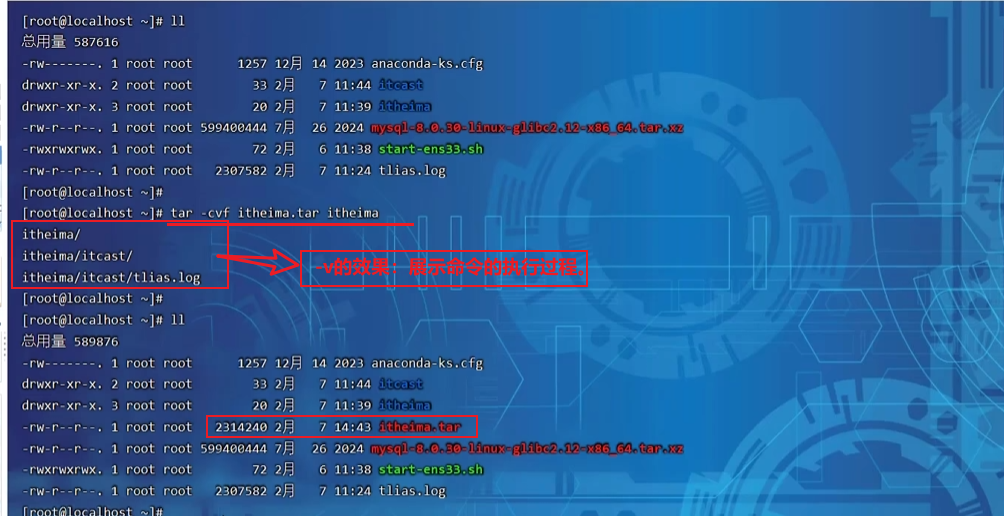 [root@localhost ~]# ll
总用量 587616
-rw-------. 1 root root      1257 12月 14 2023 anaconda-ks.cfg
drwxr-xr-x. 2 root root        33 2月   7 11:44 itcast
drwxr-xr-x. 3 root root        20 2月   7 11:39 itheima
-rw-r--r--. 1 root root 599400444 7月  26 2024 mysql-8.0.30-linux-glibc2.12-x86_64.tar.xz
-rwxrwxrwx. 1 root root        72 2月   6 11:38 start-ens33.sh
-rw-r--r--. 1 root root   2307582 2月   7 11:24 tlias.log
[root@localhost ~]#
[root@localhost ~]# tar -cvf itheima.tar itheima
itheima/
itheima/itcast/
-v的效果：展示命令的执行过程。
itheima/itcast/tlias.log
[root@localhost ~]#
[root@localhost ~]# ll
总用量 589876
-rw-------. 1 root root      1257 12月 14 2023 anaconda-ks.cfg
drwxr-xr-x. 2 root root        33 2月   7 11:44 itcast
drwxr-xr-x. 3 root root        20 2月   7 11:39 itheima
-rw-r--r--. 1 root root   2314240 2月   7 14:43 itheima.tar
-rw-r--r--. 1 root root 599400444 7月  26 2024 mysql-8.0.30-linux-glibc2.12-x86_64.tar.xz
-rwxrwxrwx. 1 root root        72 2月   6 11:38 start-ens33.sh
-rw-r--r--. 1 root root   2307582 2月   7 11:24 tlias.log
[root@localhost ~]#